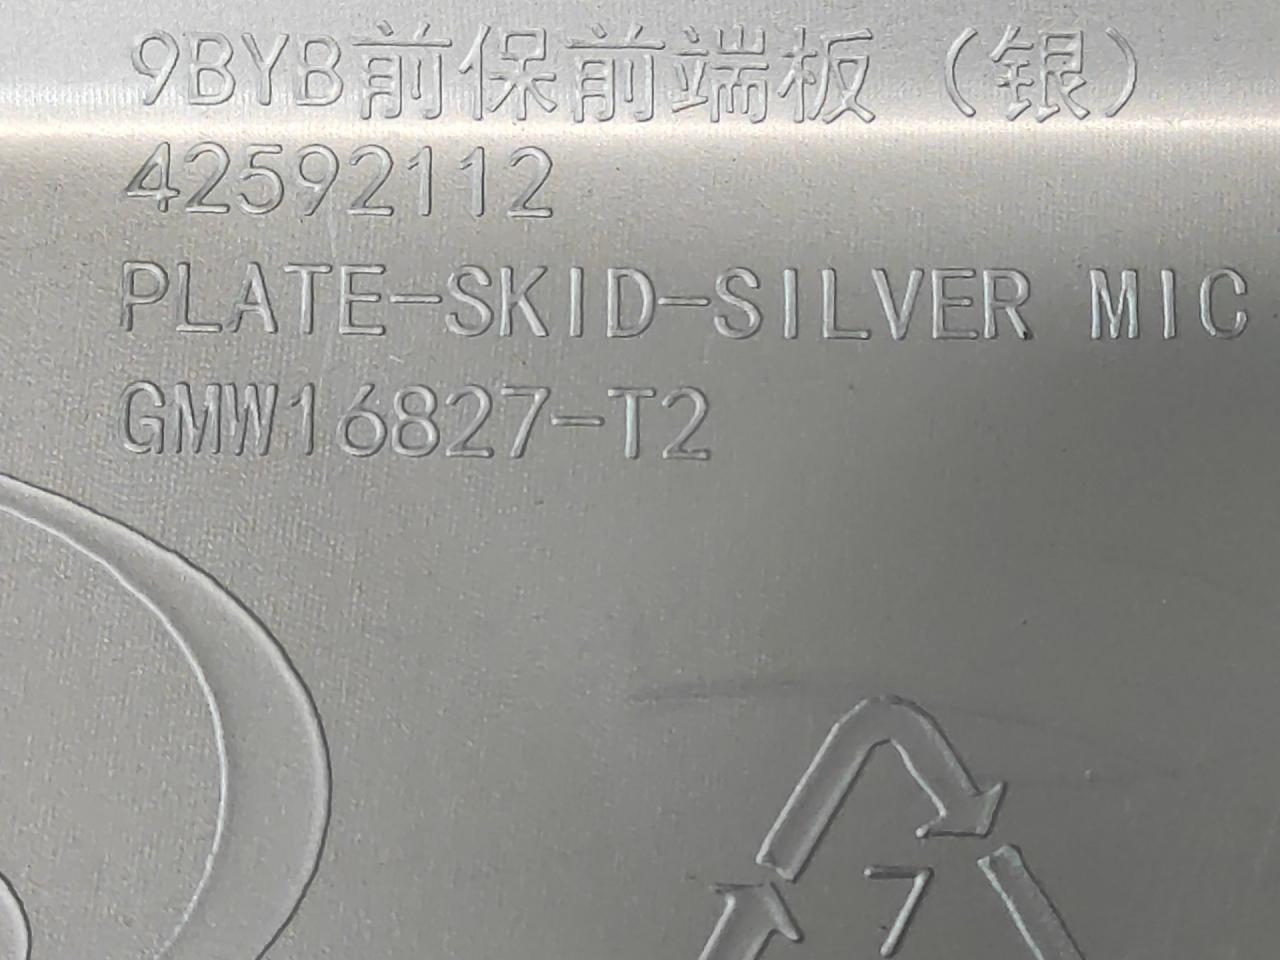 9BYB前保前端板（银）
42592112
PLATE-SKID-SILVER MIC
GMW16827-T2
7